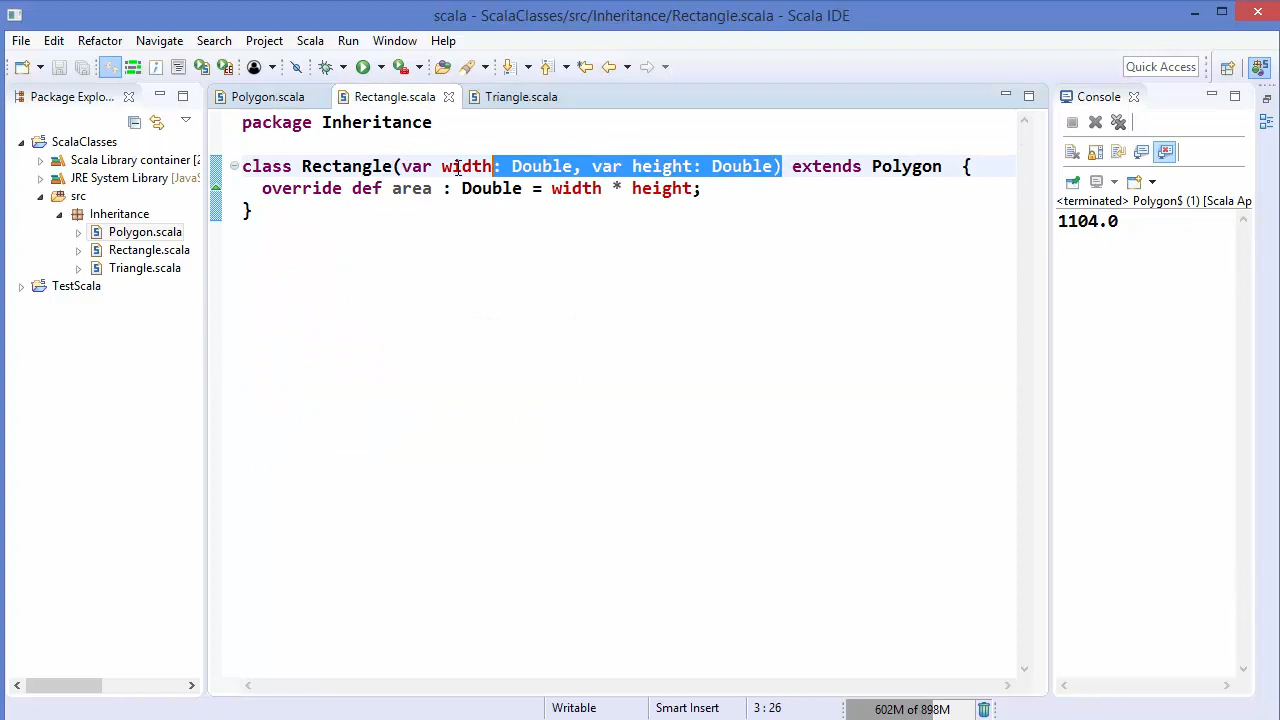 scala - ScalaClasses/src/Inheritance/Rectangle.scala - Scala IDE
File Edit Refactor Navigate Search Project Scala Run Window Help
Quick Access
Package Explo...
Polygon.scala
Rectangle.scala
Triangle.scala
Console
ScalaClasses
Scala Library container [2
JRE System Library [JavaS
src
Inheritance
Polygon.scala
Rectangle.scala
Triangle.scala
TestScala
package Inheritance
class Rectangle(var width: Double, var height: Double) extends Polygon {
override def area : Double = width * height;
}
<terminated> Polygon$ (1) [Scala Ap
1104.0
Writable
Smart Insert
3 : 26
602M of 898M